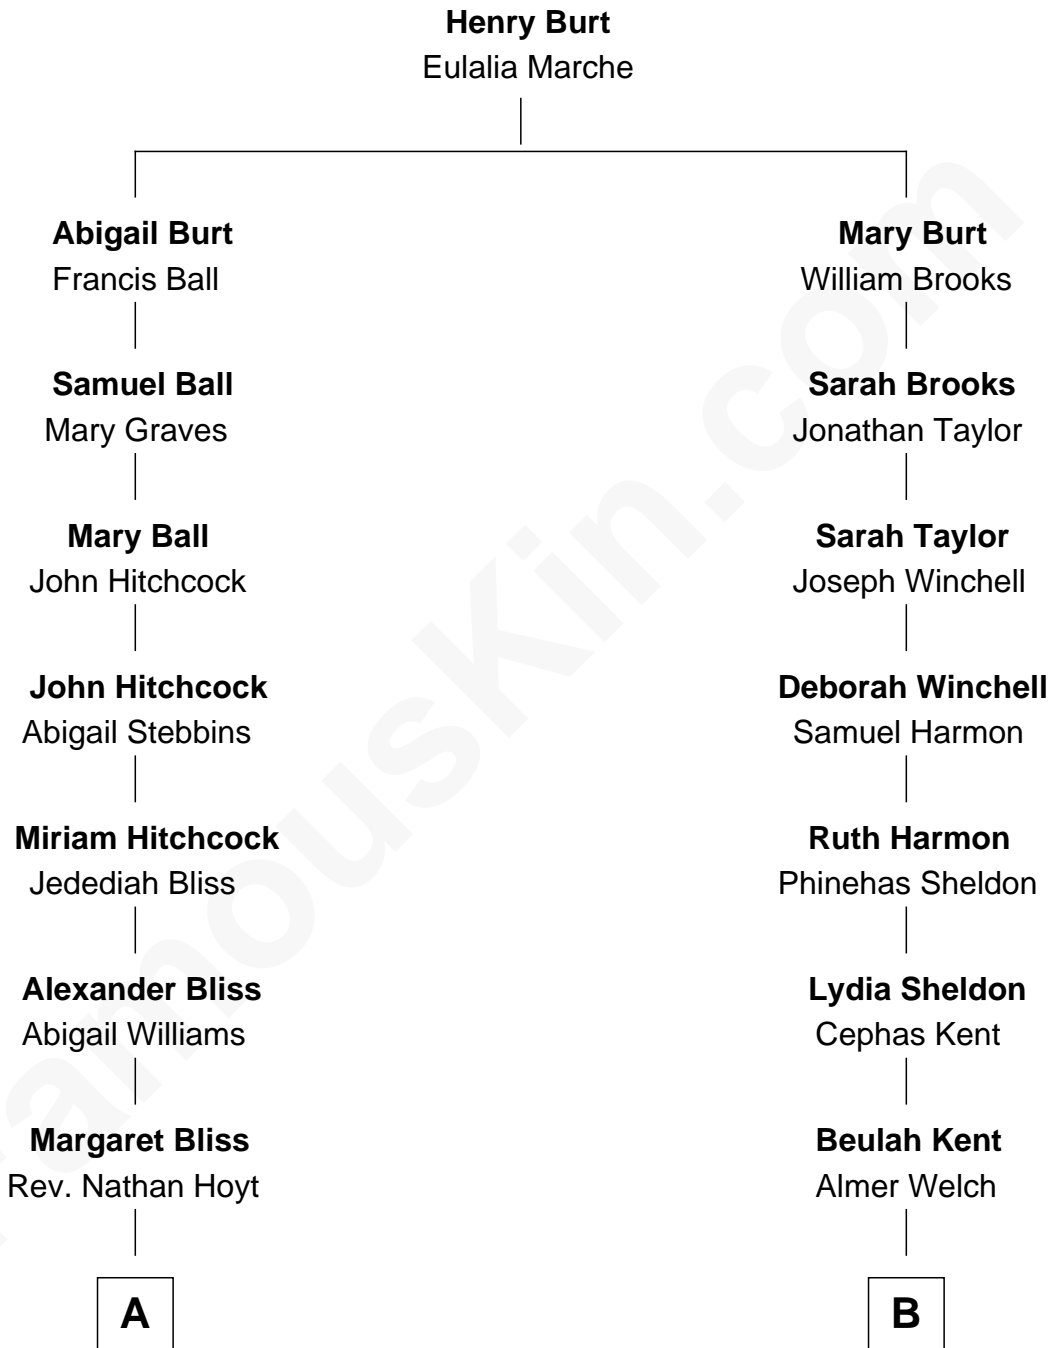 Henry Burt
Eulalia Marche
Abigail Burt
Francis Ball
Mary Burt
William Brooks
Samuel Ball
Mary Graves
Sarah Brooks
Jonathan Taylor
Mary Ball
John Hitchcock
Sarah Taylor
Joseph Winchell
John Hitchcock
Abigail Stebbins
Deborah Winchell
Samuel Harmon
Miriam Hitchcock
Jedediah Bliss
Ruth Harmon
Phinehas Sheldon
Alexander Bliss
Abigail Williams
Lydia Sheldon
Cephas Kent
Margaret Bliss
Rev. Nathan Hoyt
Beulah Kent
Almer Welch
A
B
FamousKin.com